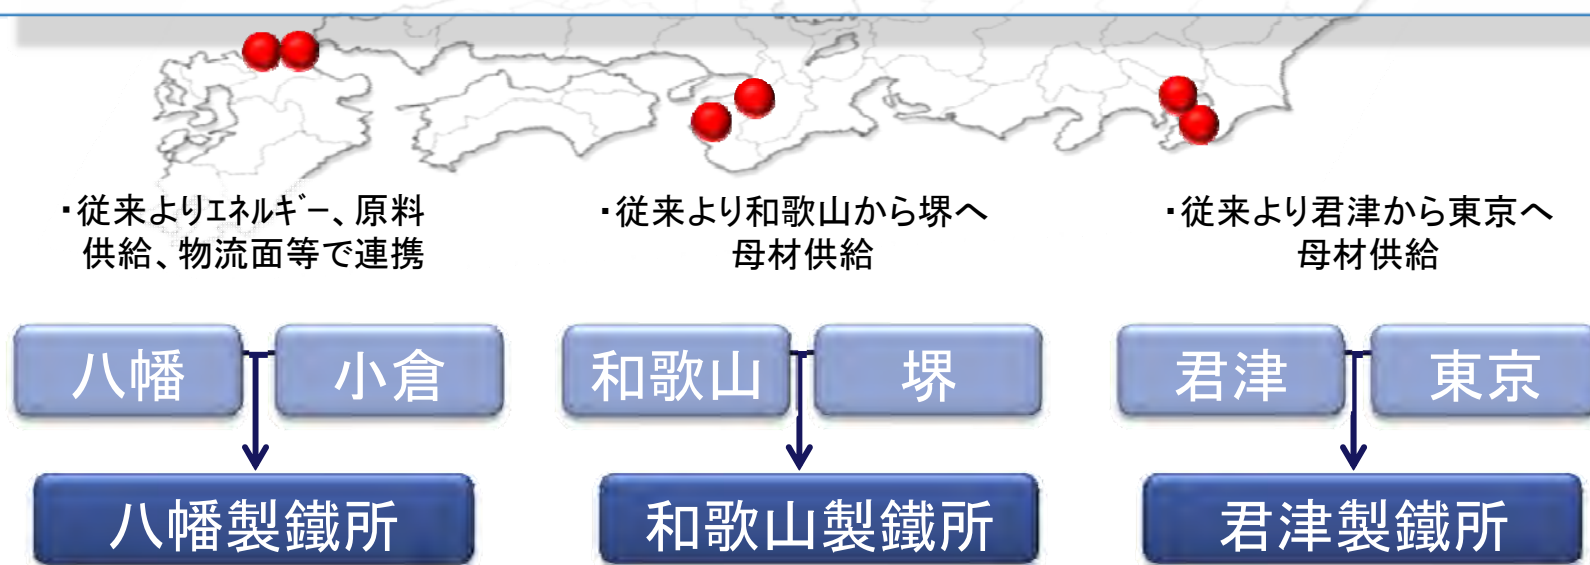 ・従来よりｴﾈﾙｷﾞｰ、原料
供給、物流面等で連携
・従来より和歌山から堺へ
母材供給
・従来より君津から東京へ
母材供給
八幡 小倉 和歌山 堺 君津 東京
八幡製鐵所 和歌山製鐵所 君津製鐵所